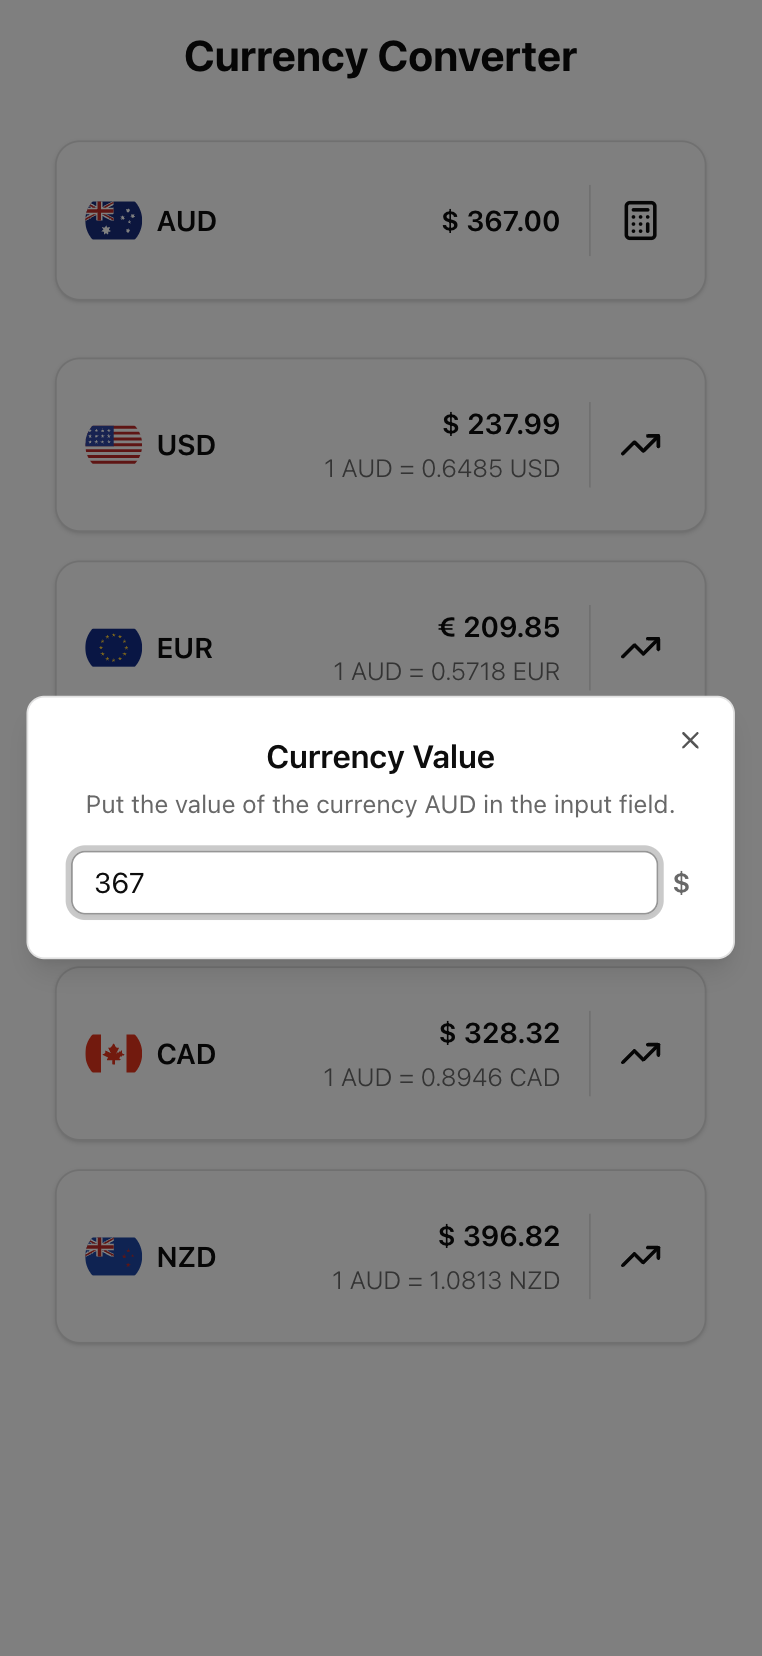 Currency Converter
AUD
$ 367.00
USD
$ 237.99
1 AUD = 0.6485 USD
EUR
€ 209.85
1 AUD = 0.5718 EUR
Currency Value
Put the value of the currency AUD in the input field.
367
$
CAD
$ 328.32
1 AUD = 0.8946 CAD
NZD
$ 396.82
1 AUD = 1.0813 NZD